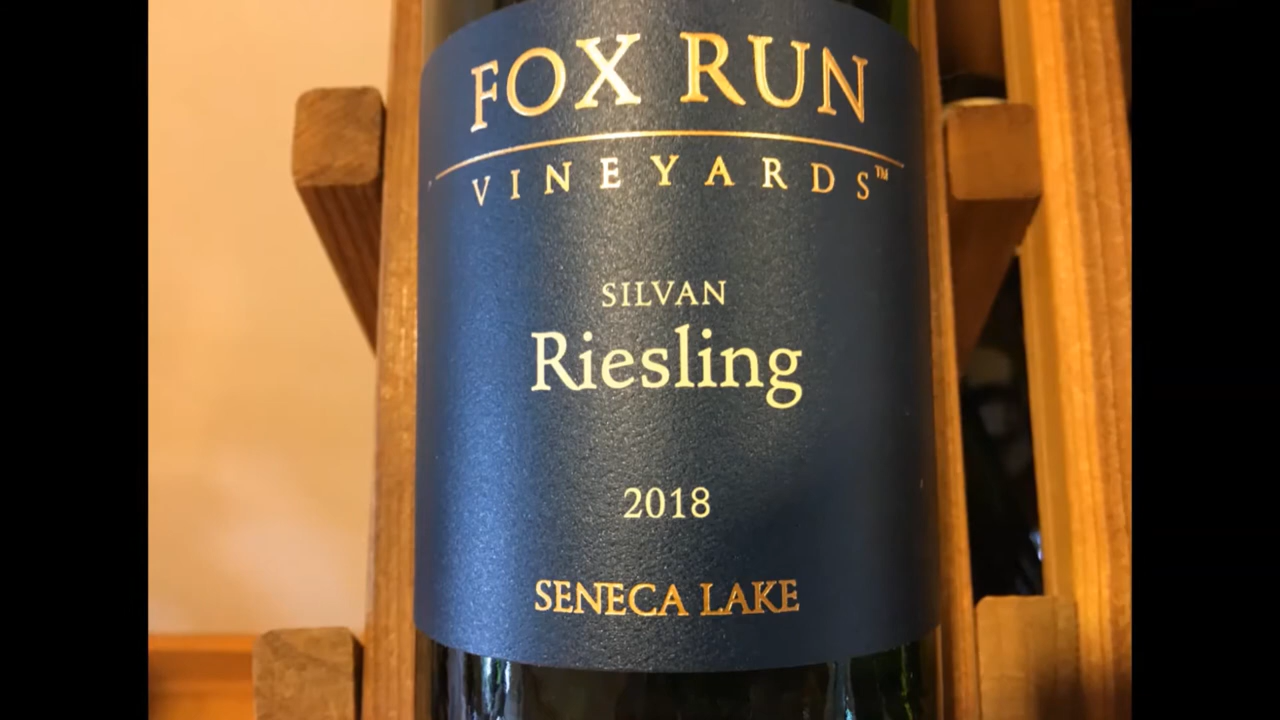 FOX RUN
VINEYARDS™
SILVAN
Riesling
2018
SENECA LAKE